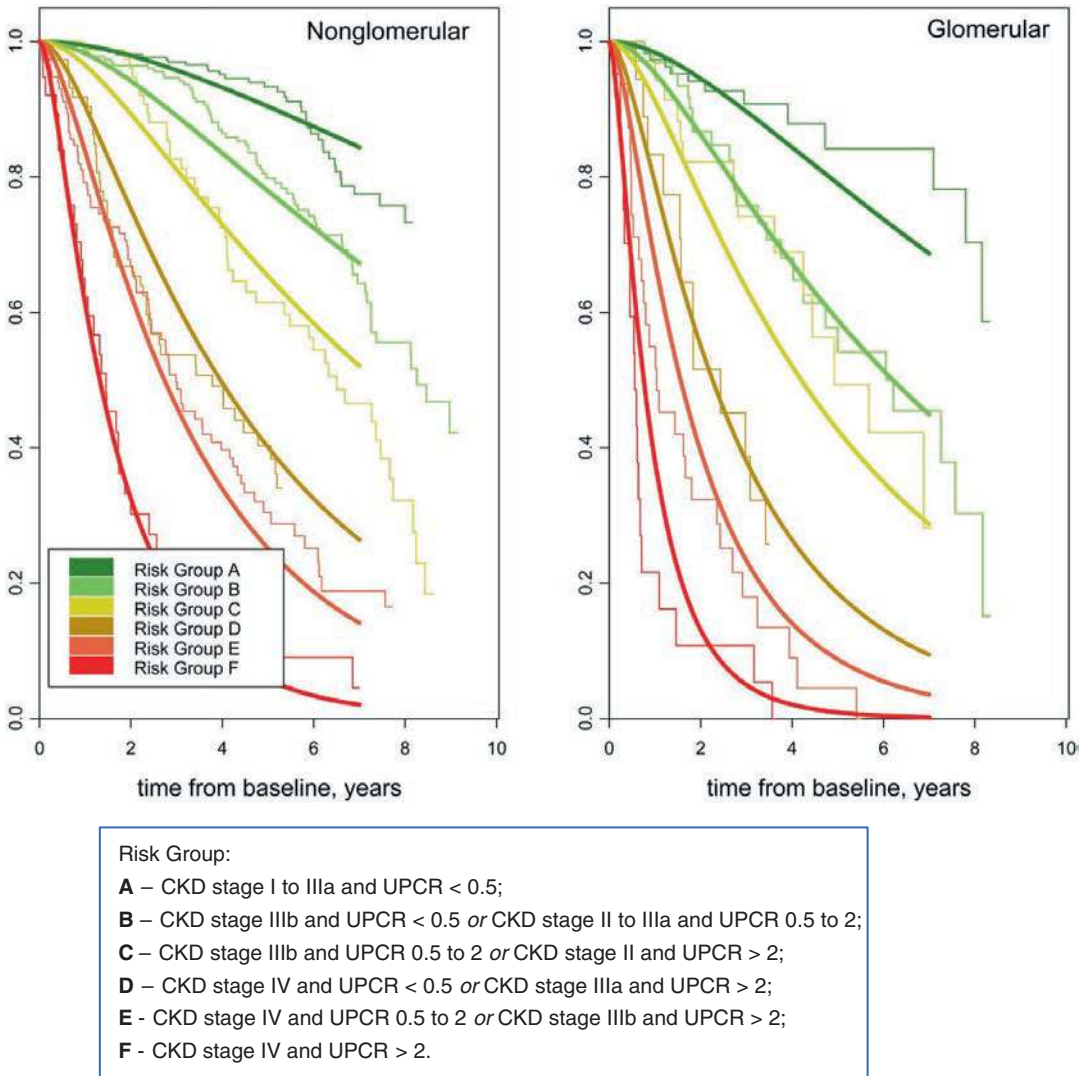 Nonglomerular
1.0
0.8
0.6
0.4
0.2
0.0
Risk Group A
Risk Group B
Risk Group C
Risk Group D
Risk Group E
Risk Group F
0 2 4 6 8 10
time from baseline, years
Glomerular
1.0
0.8
0.6
0.4
0.2
0.0
0 2 4 6 8 10
time from baseline, years
Risk Group:
A – CKD stage I to IIIa and UPCR < 0.5;
B – CKD stage IIIb and UPCR < 0.5 or CKD stage II to IIIa and UPCR 0.5 to 2;
C – CKD stage IIIb and UPCR 0.5 to 2 or CKD stage II and UPCR > 2;
D – CKD stage IV and UPCR < 0.5 or CKD stage IIIa and UPCR > 2;
E - CKD stage IV and UPCR 0.5 to 2 or CKD stage IIIb and UPCR > 2;
F - CKD stage IV and UPCR > 2.